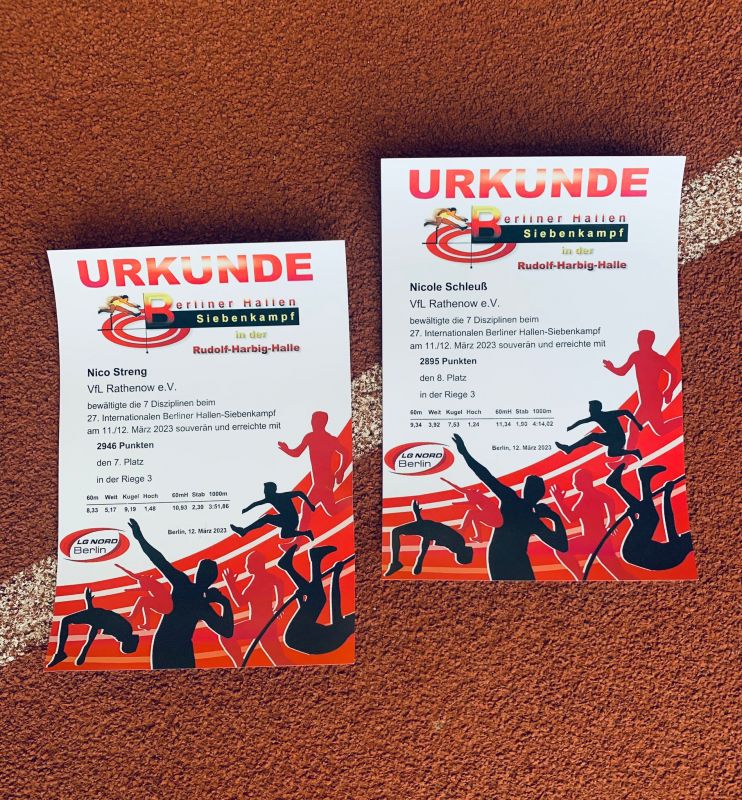 URKUNDE
Berliner Hallen
Siebenkampf
in der
Rudolf-Harbig-Halle
Nico Streng
VfL Rathenow e.V.
bewältigte die 7 Disziplinen beim
27. Internationalen Berliner Hallen-Siebenkampf
am 11./12. März 2023 souverän und erreichte mit
2946 Punkten
den 7. Platz
in der Riege 3
60m Weit Kugel Hoch 60mH Stab 1000m
8,33 5,17 9,19 1,48 10,93 2,30 3:51,86
Berlin, 12. März 2023
LG NORD
Berlin
URKUNDE
Berliner Hallen
Siebenkampf
in der
Rudolf-Harbig-Halle
Nicole Schleuß
VfL Rathenow e.V.
bewältigte die 7 Disziplinen beim
27. Internationalen Berliner Hallen-Siebenkampf
am 11./12. März 2023 souverän und erreichte mit
2895 Punkten
den 8. Platz
in der Riege 3
60m Weit Kugel Hoch 60mH Stab 1000m
9,34 3,92 7,53 1,24 11,34 1,90 4:14,02
Berlin, 12. März 2023
LG NORD
Berlin